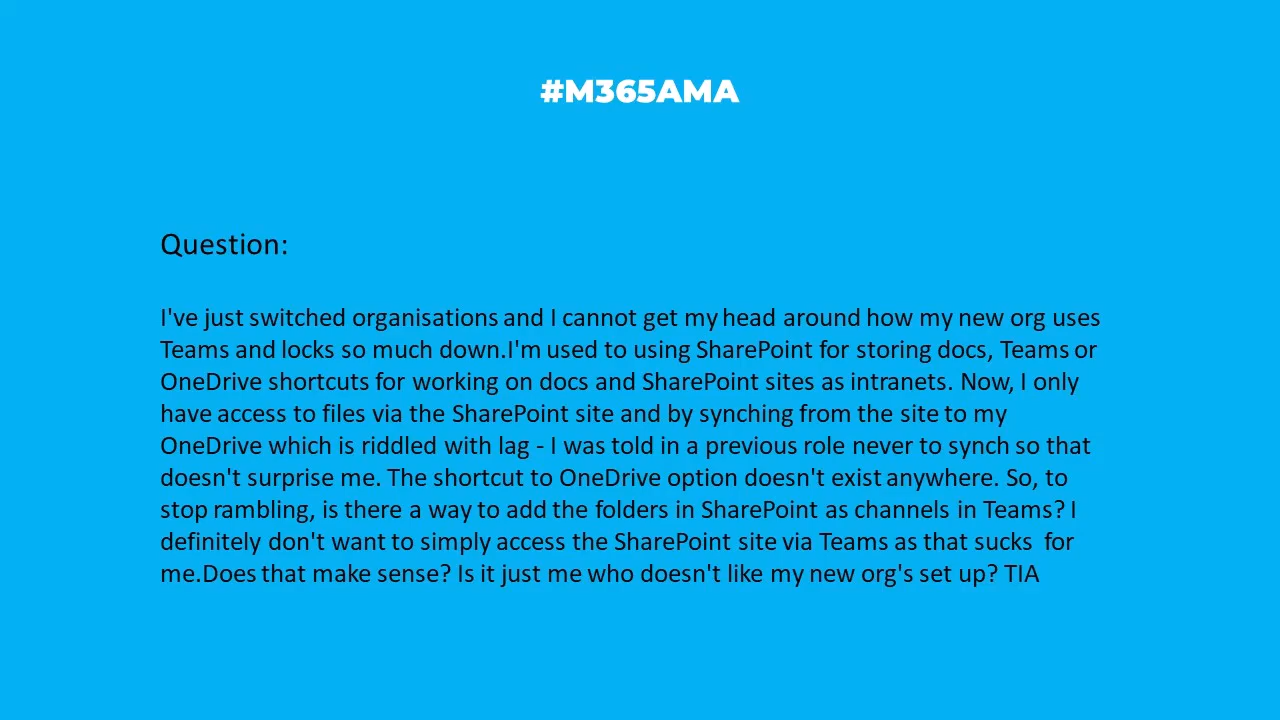 #M365AMA
Question:
I've just switched organisations and I cannot get my head around how my new org uses
Teams and locks so much down.I'm used to using SharePoint for storing docs, Teams or
OneDrive shortcuts for working on docs and SharePoint sites as intranets. Now, I only
have access to files via the SharePoint site and by synching from the site to my
OneDrive which is riddled with lag - I was told in a previous role never to synch so that
doesn't surprise me. The shortcut to OneDrive option doesn't exist anywhere. So, to
stop rambling, is there a way to add the folders in SharePoint as channels in Teams? I
definitely don't want to simply access the SharePoint site via Teams as that sucks  for
me.Does that make sense? Is it just me who doesn't like my new org's set up? TIA